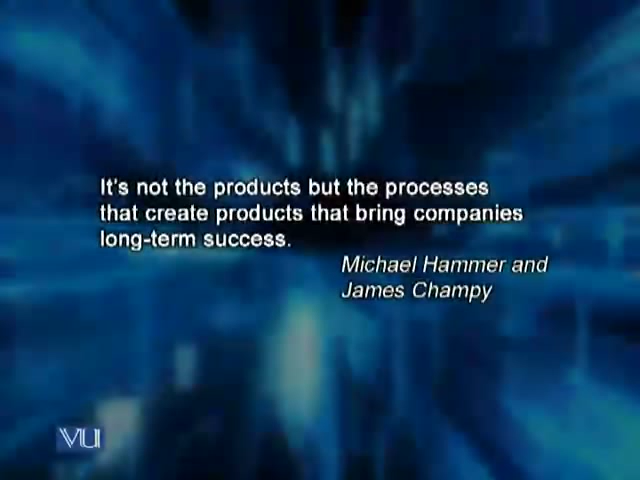 It's not the products but the processes
that create products that bring companies
long-term success.
Michael Hammer and
James Champy
VU